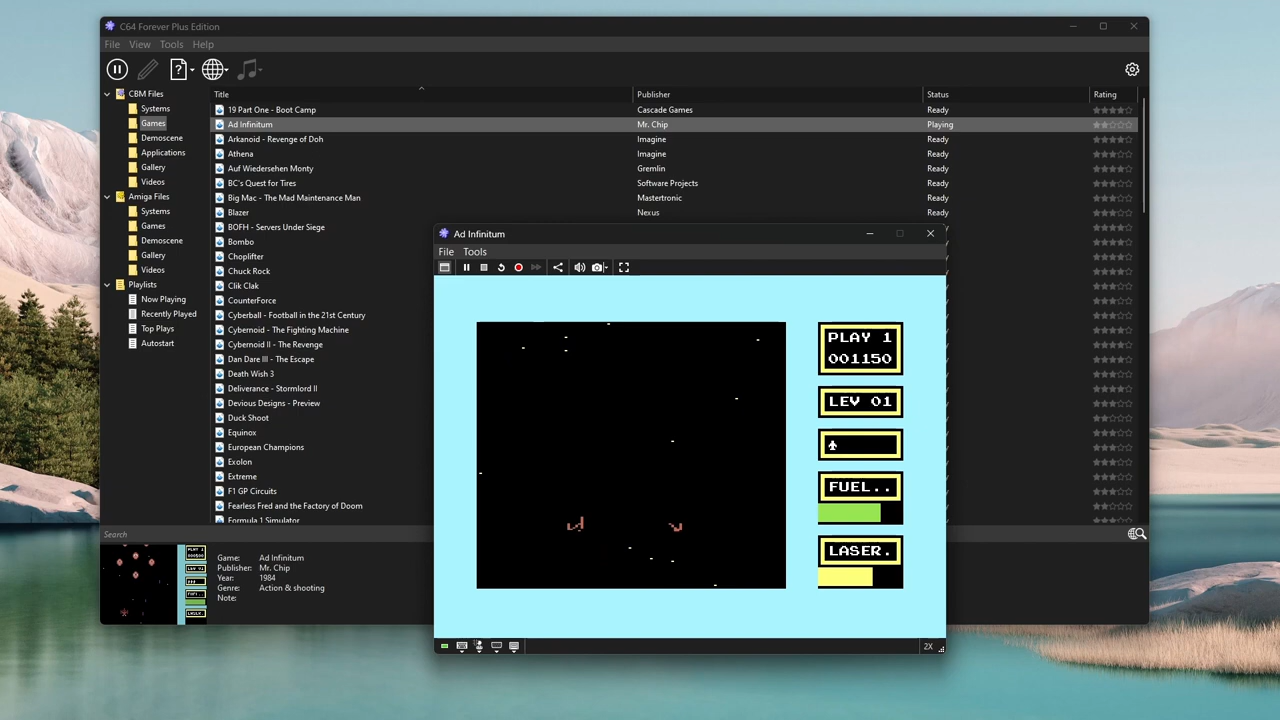 C64 Forever Plus Edition
File View Tools Help
CBM Files
Systems
Games
Demoscene
Applications
Gallery
Videos
Amiga Files
Systems
Games
Demoscene
Gallery
Videos
Playlists
Now Playing
Recently Played
Top Plays
Autostart
Title Publisher Status Rating
19 Part One - Boot Camp Cascade Games Ready
Ad Infinitum Mr. Chip Playing
Arkanoid - Revenge of Doh Imagine Ready
Athena Imagine Ready
Auf Wiedersehen Monty Gremlin Ready
BC's Quest for Tires Software Projects Ready
Big Mac - The Mad Maintenance Man Mastertronic Ready
Blazer Nexus Ready
BOFH - Servers Under Siege
Bombo
Choplifter
Chuck Rock
Clik Clak
CounterForce
Cyberball - Football in the 21st Century
Cybernoid - The Fighting Machine
Cybernoid II - The Revenge
Dan Dare III - The Escape
Death Wish 3
Deliverance - Stormlord II
Devious Designs - Preview
Duck Shoot
Equinox
European Champions
Exolon
Extreme
F1 GP Circuits
Fearless Fred and the Factory of Doom
Formula 1 Simulator
Search
Game: Ad Infinitum
Publisher: Mr. Chip
Year: 1984
Genre: Action & shooting
Note:
Ad Infinitum
File Tools
PLAY 1
001150
LEV 01
FUEL..
LASER.
2X